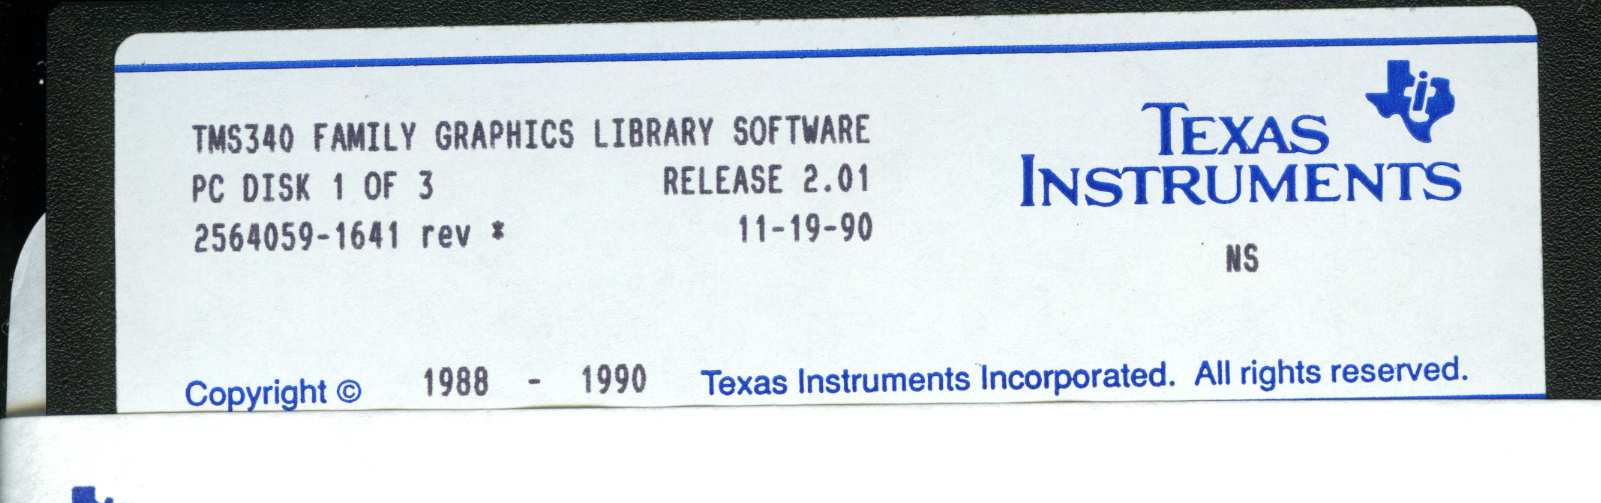 TMS340 FAMILY GRAPHICS LIBRARY SOFTWARE
PC DISK 1 OF 3 RELEASE 2.01
2564059-1641 rev * 11-19-90
TEXAS
INSTRUMENTS
NS
Copyright © 1988 - 1990 Texas Instruments Incorporated. All rights reserved.